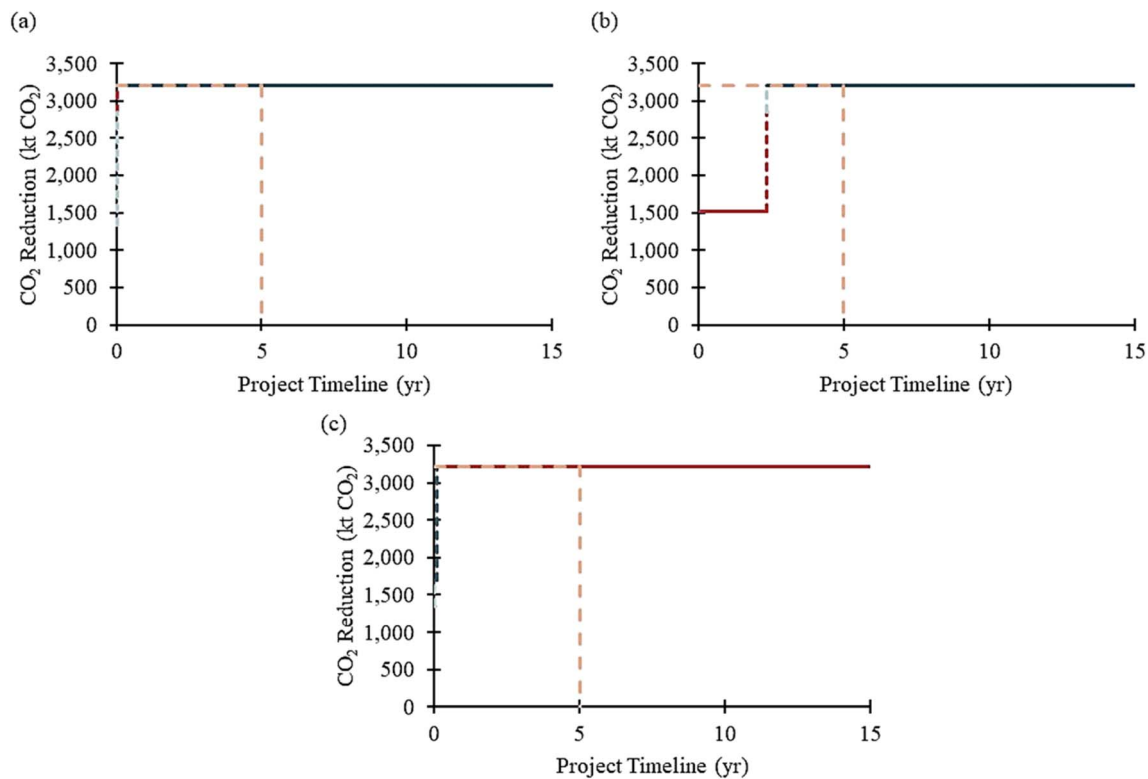 (a)
3,500
3,000
2,500
2,000
1,500
1,000
500
0
CO₂ Reduction (kt CO₂)
0 5 10 15
Project Timeline (yr)
(b)
3,500
3,000
2,500
2,000
1,500
1,000
500
0
CO₂ Reduction (kt CO₂)
0 5 10 15
Project Timeline (yr)
(c)
3,500
3,000
2,500
2,000
1,500
1,000
500
0
CO₂ Reduction (kt CO₂)
0 5 10 15
Project Timeline (yr)